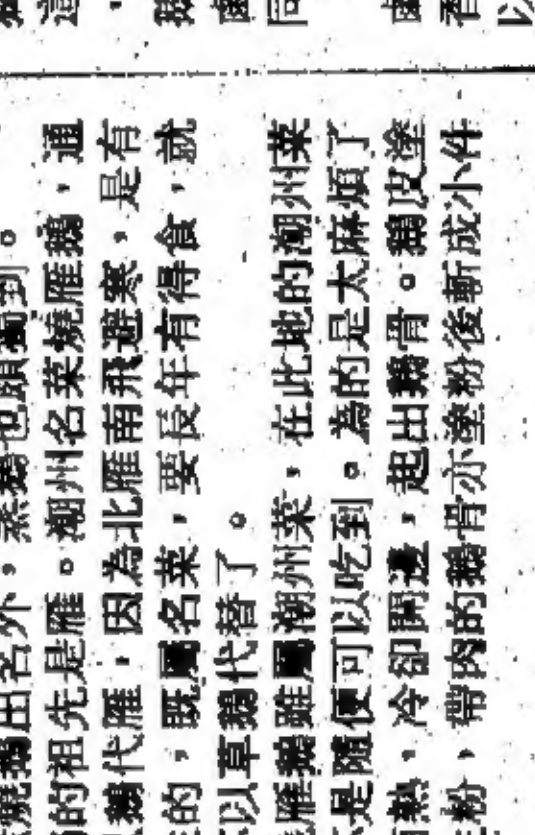 燒鵝出名外，蒸鵝也頗獨到。
的祖先是雁。潮州名菜燒雁鵝，通
鵝代雁，因為北雁南飛避寒，是有
的，既屬名菜，要長年有得食，就
以草鵝代替了。
雁鵝雖屬潮州菜，在此地的潮州菜
是隨便可以吃到。為的是太麻煩了
熱，冷卻開邊，起出鵝骨。鵝皮塗
粉，帶肉的鵝骨亦塗粉後斬成小件